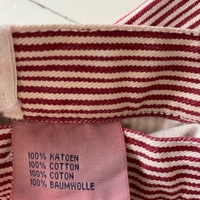 100% KATOEN
100% COTTON
100% COTON
100% BAUMWOLLE